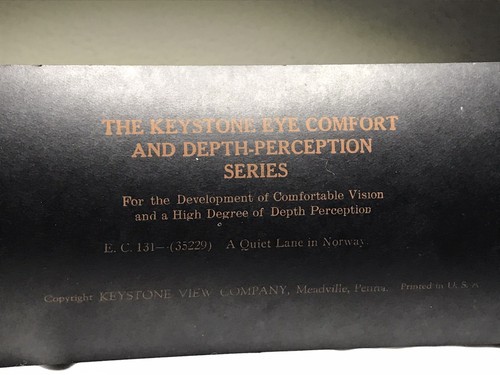 THE KEYSTONE EYE COMFORT
AND DEPTH-PERCEPTION
SERIES
For the Development of Comfortable Vision
and a High Degree of Depth Perception
E. C. 131—(35229) A Quiet Lane in Norway.
Copyright KEYSTONE VIEW COMPANY, Meadville, Penna. Printed in U. S. A.